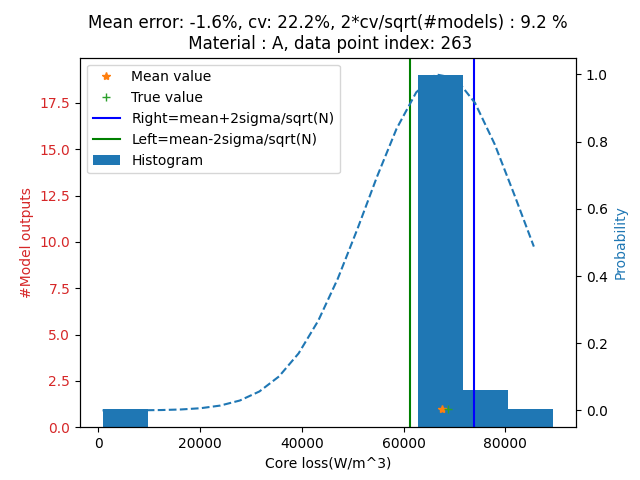 Mean error: -1.6%, cv: 22.2%, 2*cv/sqrt(#models) : 9.2 %
Material : A, data point index: 263
Mean value
True value
Right=mean+2sigma/sqrt(N)
Left=mean-2sigma/sqrt(N)
Histogram
#Model outputs
17.5
15.0
12.5
10.0
7.5
5.0
2.5
0.0
1.0
0.8
0.6
0.4
0.2
0.0
Probability
0
20000
40000
60000
80000
Core loss(W/m^3)